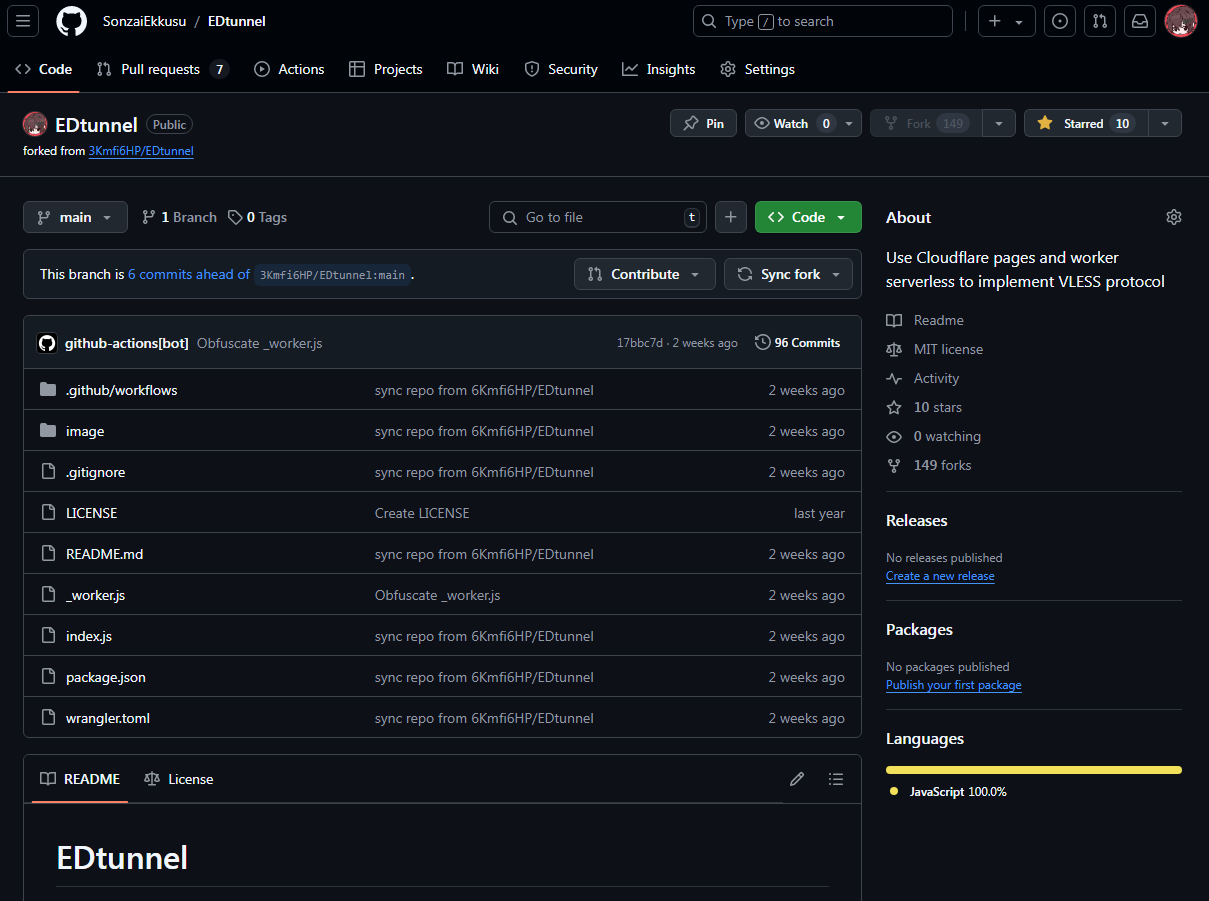 SonzaiEkkusu / EDtunnel Type / to search
Code Pull requests 7 Actions Projects Wiki Security Insights Settings
EDtunnel Public Pin Watch 0 Fork 149 Starred 10
forked from 3Kmfi6HP/EDtunnel
main 1 Branch 0 Tags Go to file t Code
This branch is 6 commits ahead of 3Kmfi6HP/EDtunnel:main . Contribute Sync fork
github-actions[bot] Obfuscate _worker.js 17bbc7d · 2 weeks ago 96 Commits
.github/workflows sync repo from 6Kmfi6HP/EDtunnel 2 weeks ago
image sync repo from 6Kmfi6HP/EDtunnel 2 weeks ago
.gitignore sync repo from 6Kmfi6HP/EDtunnel 2 weeks ago
LICENSE Create LICENSE last year
README.md sync repo from 6Kmfi6HP/EDtunnel 2 weeks ago
_worker.js Obfuscate _worker.js 2 weeks ago
index.js sync repo from 6Kmfi6HP/EDtunnel 2 weeks ago
package.json sync repo from 6Kmfi6HP/EDtunnel 2 weeks ago
wrangler.toml sync repo from 6Kmfi6HP/EDtunnel 2 weeks ago
README License
EDtunnel
About
Use Cloudflare pages and worker
serverless to implement VLESS protocol
Readme
MIT license
Activity
10 stars
0 watching
149 forks
Releases
No releases published
Create a new release
Packages
No packages published
Publish your first package
Languages
JavaScript 100.0%